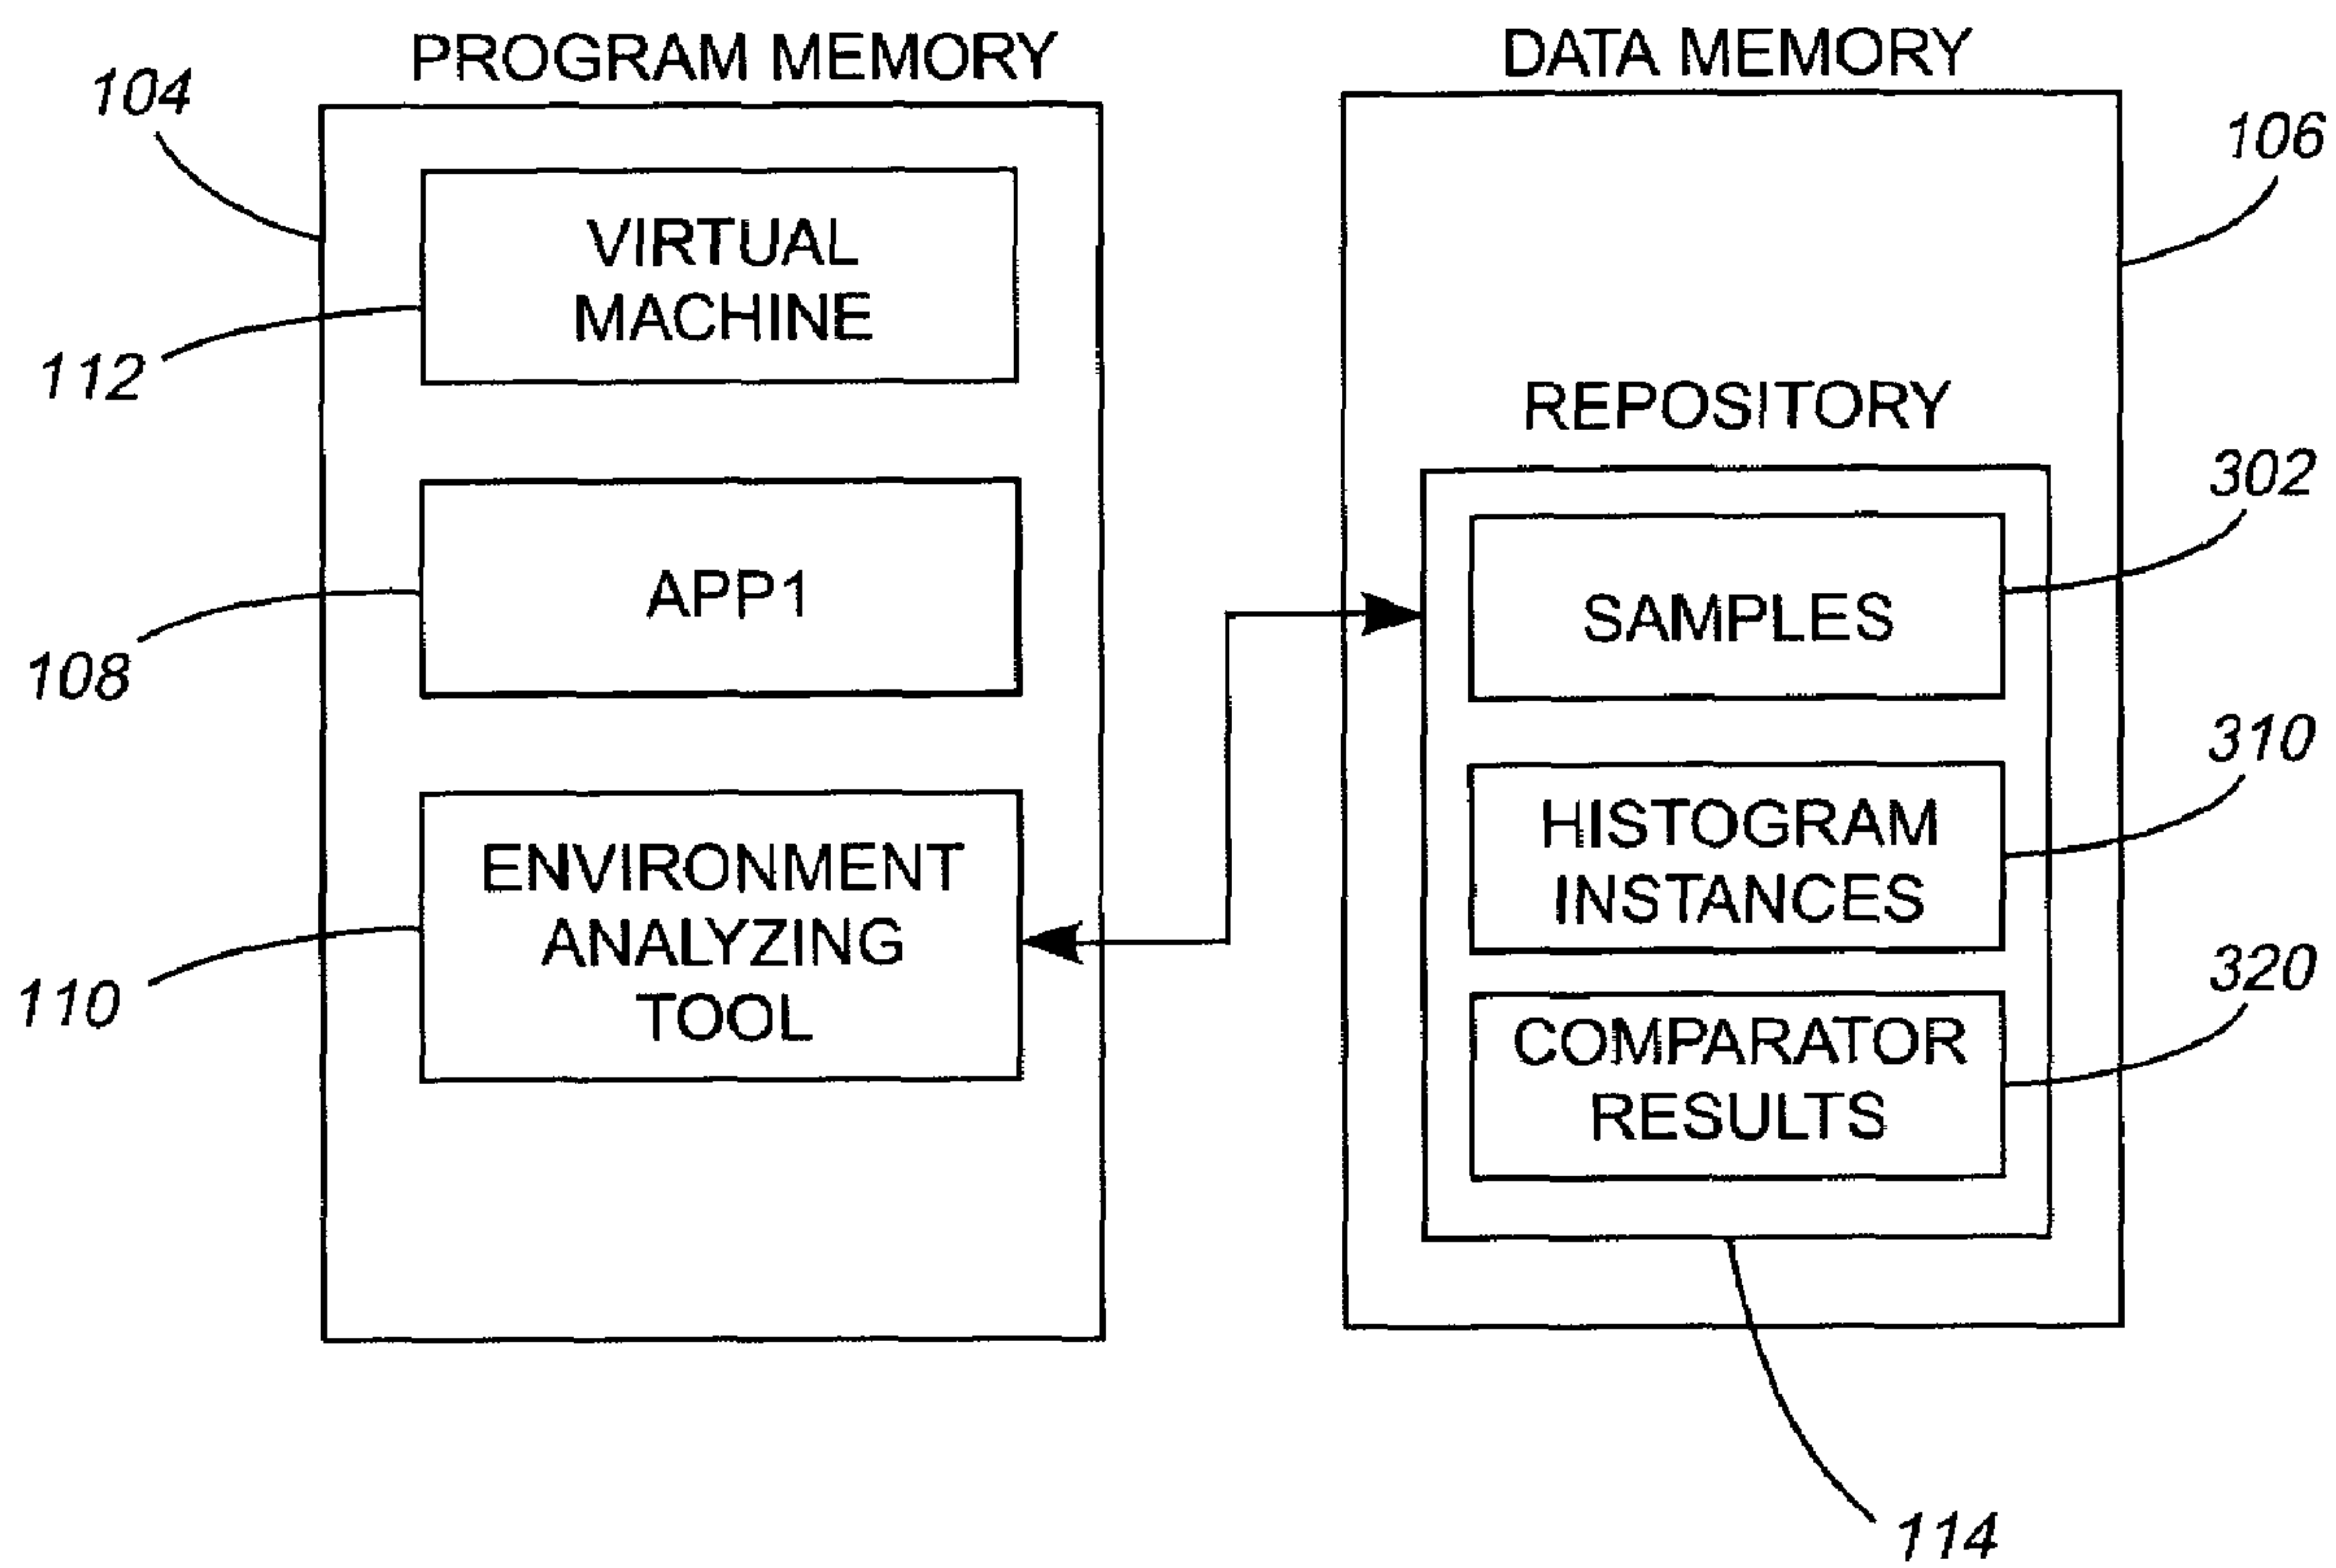 PROGRAM MEMORY
104
VIRTUAL
MACHINE
112
APP1
108
ENVIRONMENT
ANALYZING
TOOL
110
DATA MEMORY
106
REPOSITORY
302
SAMPLES
310
HISTOGRAM
INSTANCES
320
COMPARATOR
RESULTS
114